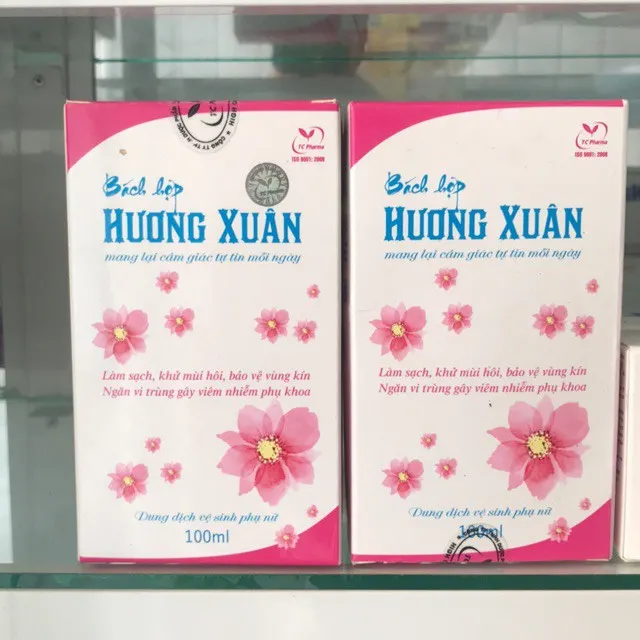 TC Pharma
ISO 9001: 2008
Bách hợp
HƯƠNG XUÂN
mang lại cảm giác tự tin mỗi ngày
Làm sạch, khử mùi hôi, bảo vệ vùng kín
Ngăn vi trùng gây viêm nhiễm phụ khoa
Dung dịch vệ sinh phụ nữ
100ml
TC Pharma
ISO 9001: 2008
Bách hợp
HƯƠNG XUÂN
mang lại cảm giác tự tin mỗi ngày
Làm sạch, khử mùi hôi, bảo vệ vùng kín
Ngăn vi trùng gây viêm nhiễm phụ khoa
Dung dịch vệ sinh phụ nữ
100ml